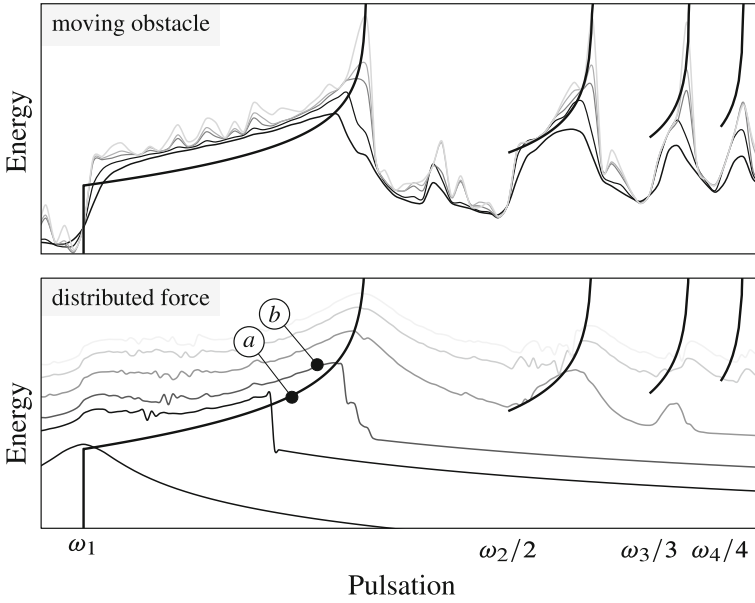 moving obstacle
Energy
distributed force
b
a
Energy
ω₁
ω₂/2
ω₃/3
ω₄/4
Pulsation